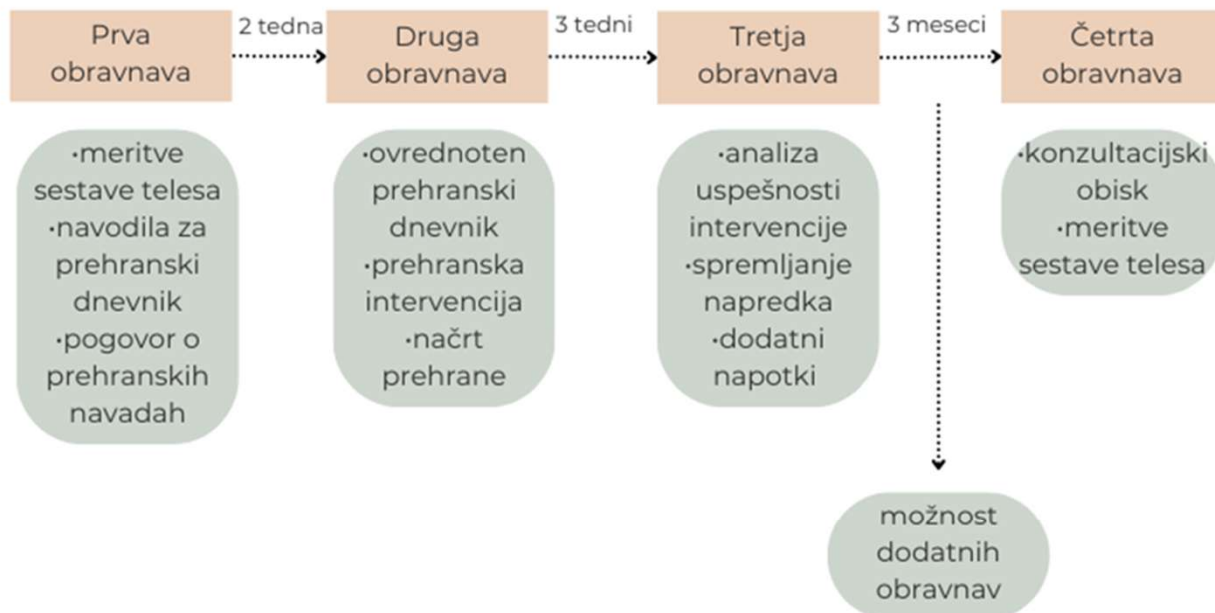 Prva
obravnava
2 tedna
Druga
obravnava
3 tedni
Tretja
obravnava
3 meseci
Četrta
obravnava
·meritve
sestave telesa
·navodila za
prehranski
dnevnik
·pogovor o
prehranskih
navadah
·ovrednoten
prehranski
dnevnik
·prehranska
intervencija
·načrt
prehrane
·analiza
uspešnosti
intervencije
·spremljanje
napredka
·dodatni
napotki
·konzultacijski
obisk
·meritve
sestave telesa
možnost
dodatnih
obravnav